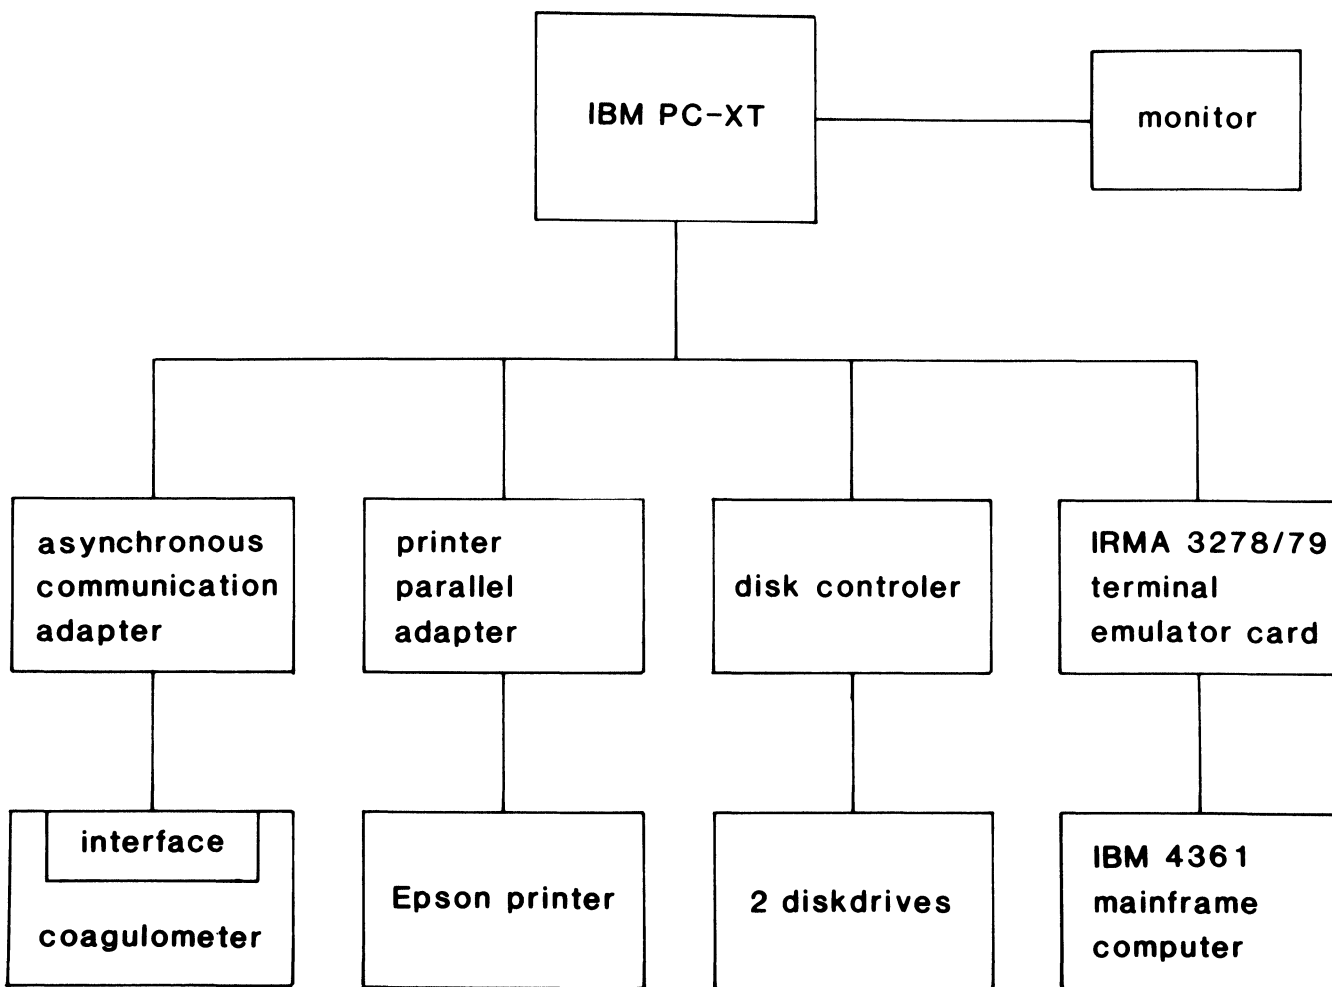 IBM PC-XT
monitor
asynchronous
communication
adapter
printer
parallel
adapter
disk controler
IRMA 3278/79
terminal
emulator card
interface
coagulometer
Epson printer
2 diskdrives
IBM 4361
mainframe
computer